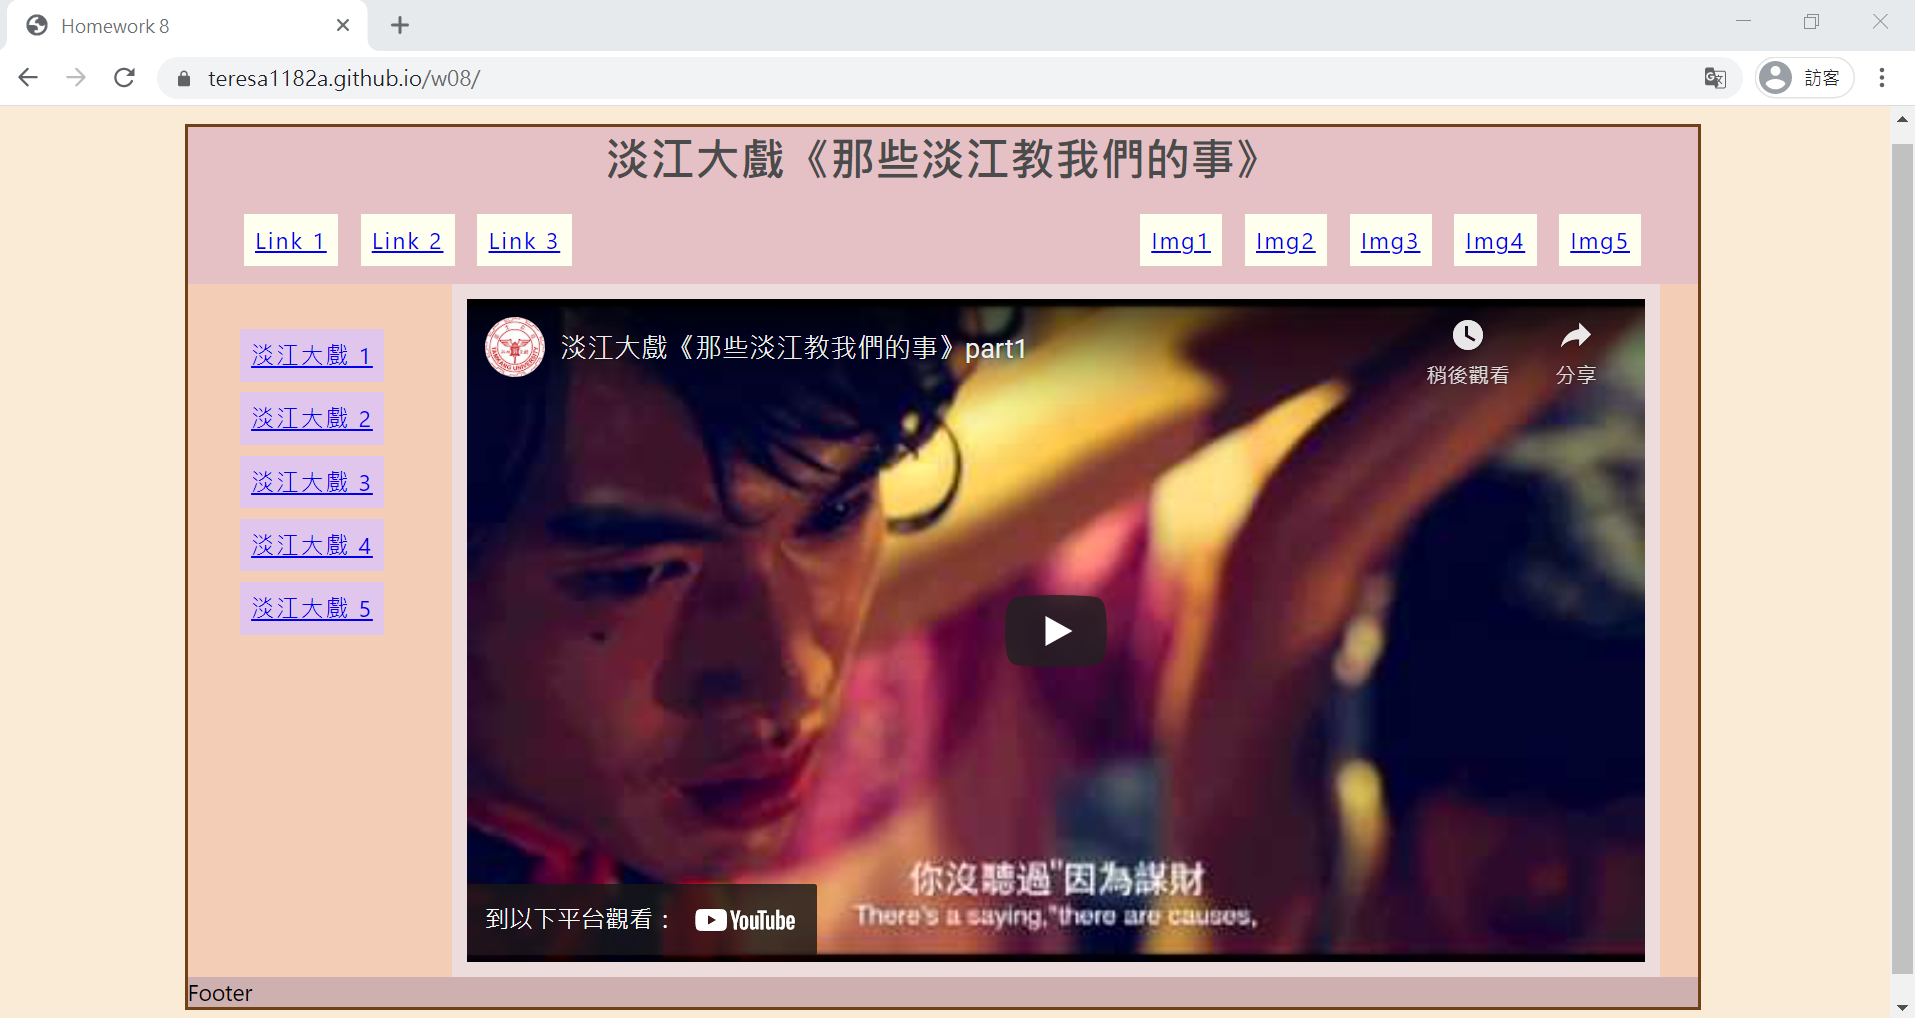 Homework 8
teresa1182a.github.io/w08/
訪客
淡江大戲《那些淡江教我們的事》
Link 1 Link 2 Link 3 Img1 Img2 Img3 Img4 Img5
淡江大戲 1
淡江大戲 2
淡江大戲 3
淡江大戲 4
淡江大戲 5
淡江大戲《那些淡江教我們的事》part1
稍後觀看 分享
你沒聽過"因為謀財
There's a saying,"there are causes,
到以下平台觀看： YouTube
Footer